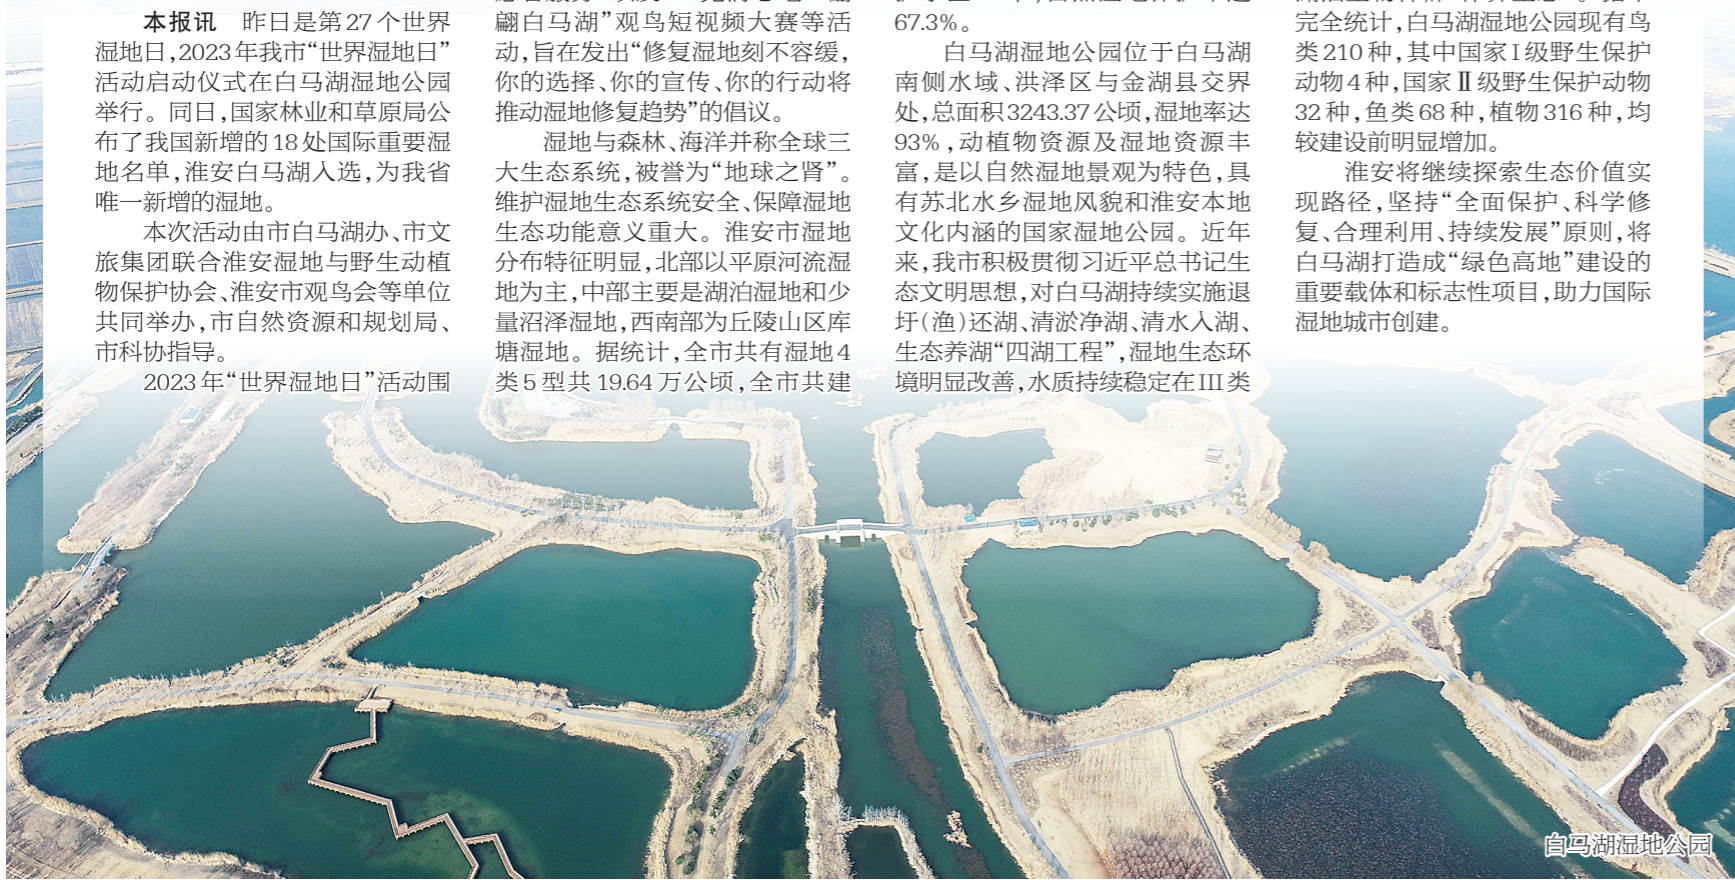 本报讯 昨日是第27个世界
湿地日,2023年我市“世界湿地日”
活动启动仪式在白马湖湿地公园
举行。同日,国家林业和草原局公
布了我国新增的18处国际重要湿
地名单,淮安白马湖入选,为我省
唯一新增的湿地。
本次活动由市白马湖办、市文
旅集团联合淮安湿地与野生动植
物保护协会、淮安市观鸟会等单位
共同举办,市自然资源和规划局、
市科协指导。
2023年“世界湿地日”活动围
翩白马湖”观鸟短视频大赛等活
动,旨在发出“修复湿地刻不容缓,
你的选择、你的宣传、你的行动将
推动湿地修复趋势”的倡议。
湿地与森林、海洋并称全球三
大生态系统,被誉为“地球之肾”。
维护湿地生态系统安全、保障湿地
生态功能意义重大。淮安市湿地
分布特征明显,北部以平原河流湿
地为主,中部主要是湖泊湿地和少
量沼泽湿地,西南部为丘陵山区库
塘湿地。据统计,全市共有湿地4
类5型共19.64万公顷,全市共建
67.3%。
白马湖湿地公园位于白马湖
南侧水域、洪泽区与金湖县交界
处,总面积3243.37公顷,湿地率达
93%,动植物资源及湿地资源丰
富,是以自然湿地景观为特色,具
有苏北水乡湿地风貌和淮安本地
文化内涵的国家湿地公园。近年
来,我市积极贯彻习近平总书记生
态文明思想,对白马湖持续实施退
圩(渔)还湖、清淤净湖、清水入湖、
生态养湖“四湖工程”,湿地生态环
境明显改善,水质持续稳定在III类
完全统计,白马湖湿地公园现有鸟
类210种,其中国家I级野生保护
动物4种,国家Ⅱ级野生保护动物
32种,鱼类68种,植物316种,均
较建设前明显增加。
淮安将继续探索生态价值实
现路径,坚持“全面保护、科学修
复、合理利用、持续发展”原则,将
白马湖打造成“绿色高地”建设的
重要载体和标志性项目,助力国际
湿地城市创建。
白马湖湿地公园